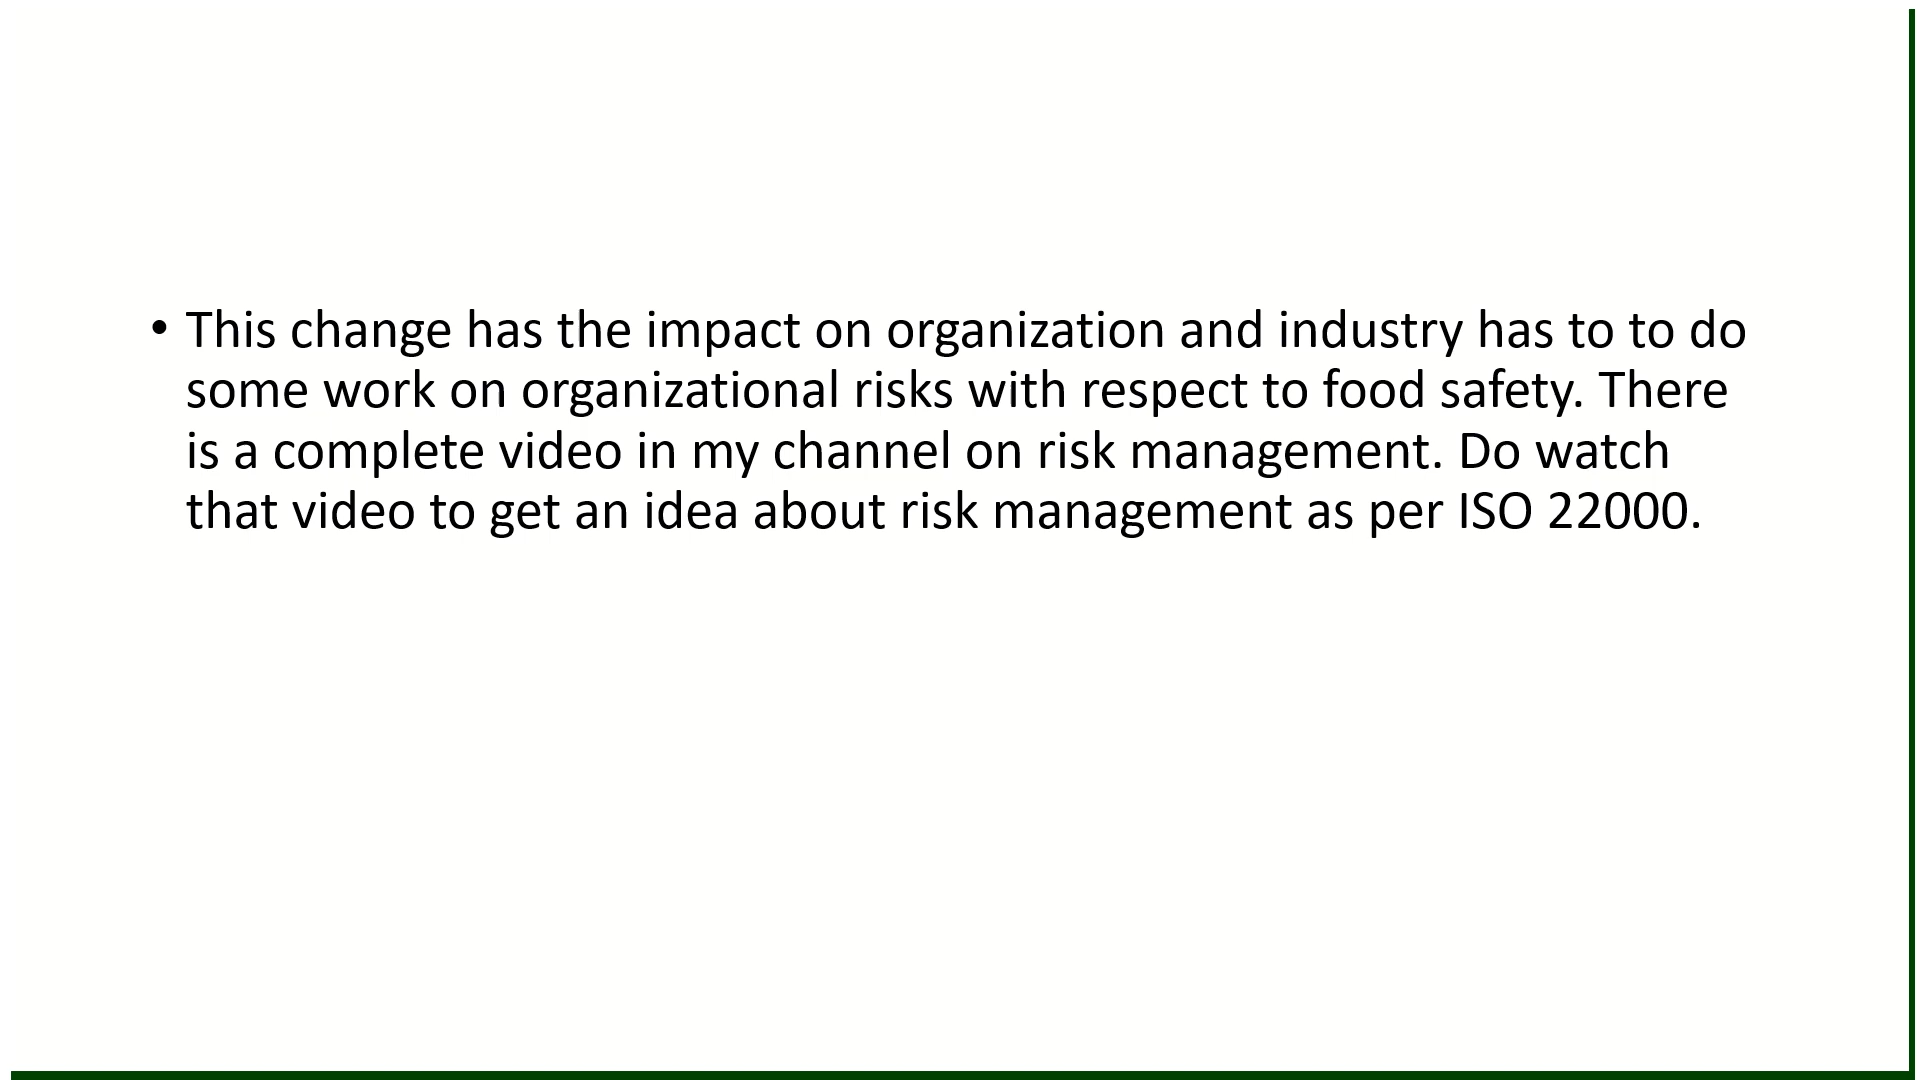 • This change has the impact on organization and industry has to to do
some work on organizational risks with respect to food safety. There
is a complete video in my channel on risk management. Do watch
that video to get an idea about risk management as per ISO 22000.